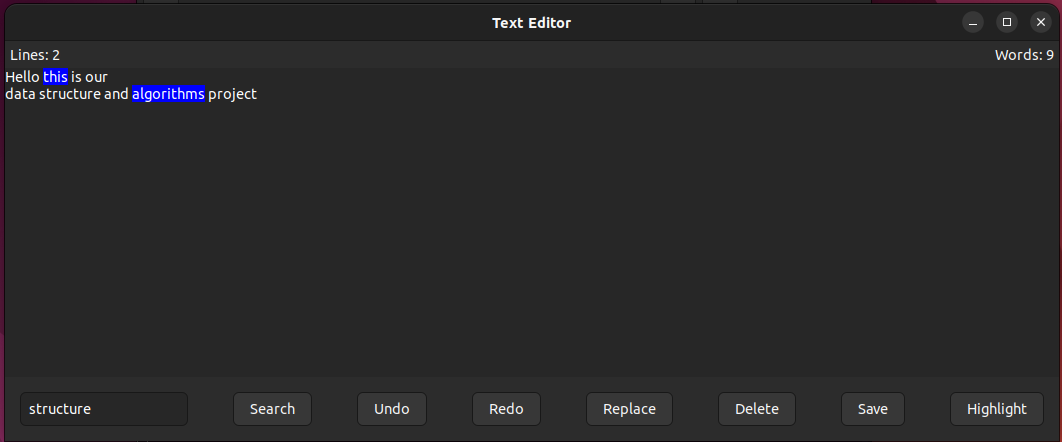 Text Editor
Lines: 2 Words: 9
Hello this is our
data structure and algorithms project
structure Search Undo Redo Replace Delete Save Highlight